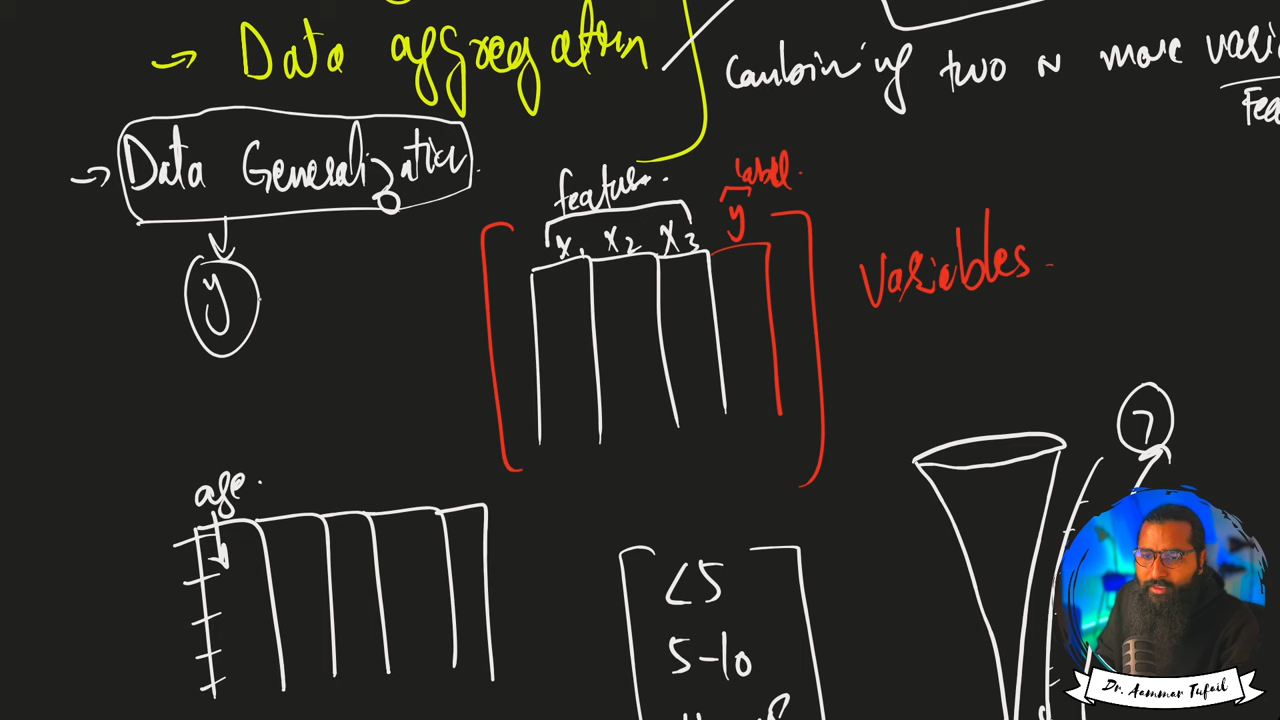 → Data aggregation
Combining two or more vari
Fea
→ Data Generalization.
y
features.
label.
x1 x2 x3 y
Variables.
age.
<5
5-10
7
Dr. Aammar Tufail